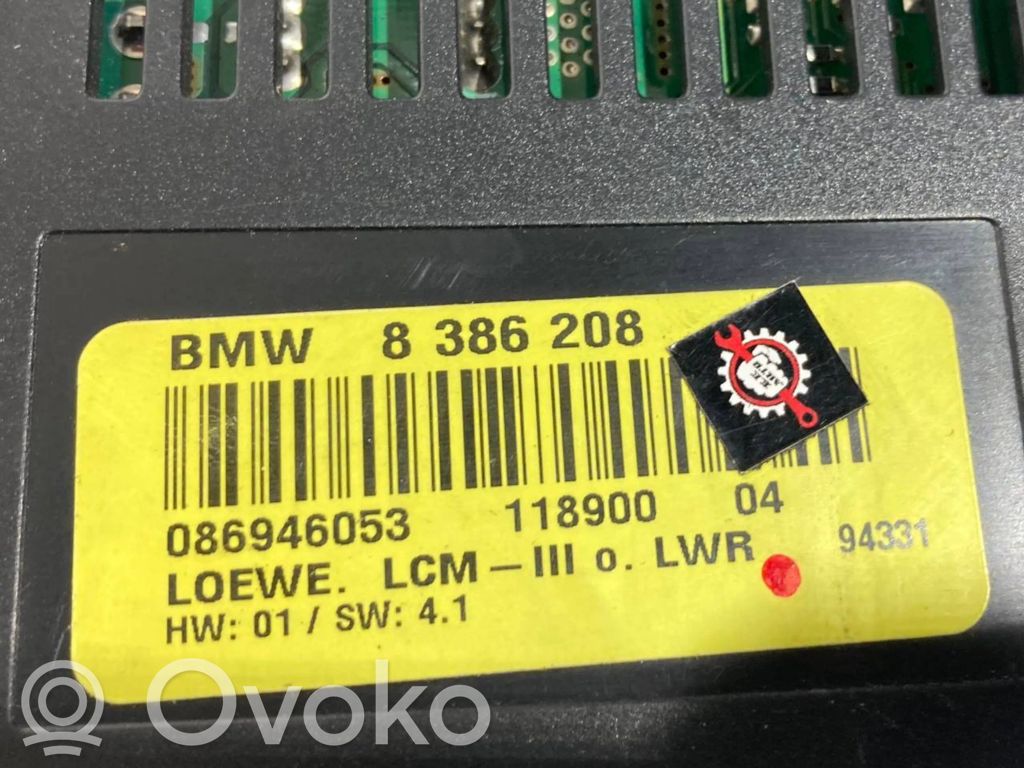 BMW 8 386 208
086946053 118900 04
LOEWE. LCM – III o. LWR 94331
HW: 01 / SW: 4.1
Ovoko